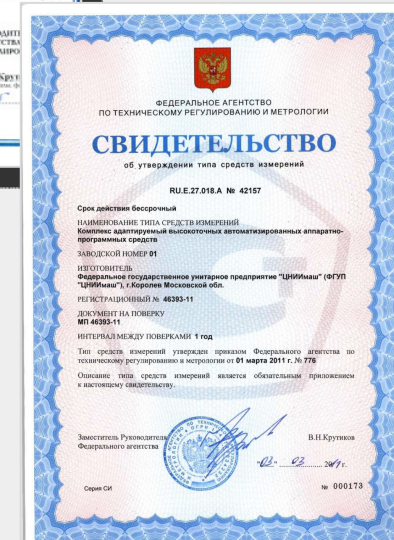 ФЕДЕРАЛЬНОЕ АГЕНТСТВО
ПО ТЕХНИЧЕСКОМУ РЕГУЛИРОВАНИЮ И МЕТРОЛОГИИ
СВИДЕТЕЛЬСТВО
об утверждении типа средств измерений
RU.E.27.018.A № 42157
Срок действия бессрочный
НАИМЕНОВАНИЕ ТИПА СРЕДСТВ ИЗМЕРЕНИЙ
Комплекс адаптируемый высокоточных автоматизированных аппаратно-
программных средств
ЗАВОДСКОЙ НОМЕР 01
ИЗГОТОВИТЕЛЬ
Федеральное государственное унитарное предприятие "ЦНИИмаш" (ФГУП
"ЦНИИмаш"), г.Королев Московской обл.
РЕГИСТРАЦИОННЫЙ № 46393-11
ДОКУМЕНТ НА ПОВЕРКУ
МП 46393-11
ИНТЕРВАЛ МЕЖДУ ПОВЕРКАМИ 1 год
Тип средств измерений утвержден приказом Федерального агентства по
техническому регулированию и метрологии от 01 марта 2011 г. № 776
Описание типа средств измерений является обязательным приложением
к настоящему свидетельству.
Заместитель Руководителя
Федерального агентства
В.Н.Крутиков
"03" 03 2011 г.
Серия СИ
№ 000173